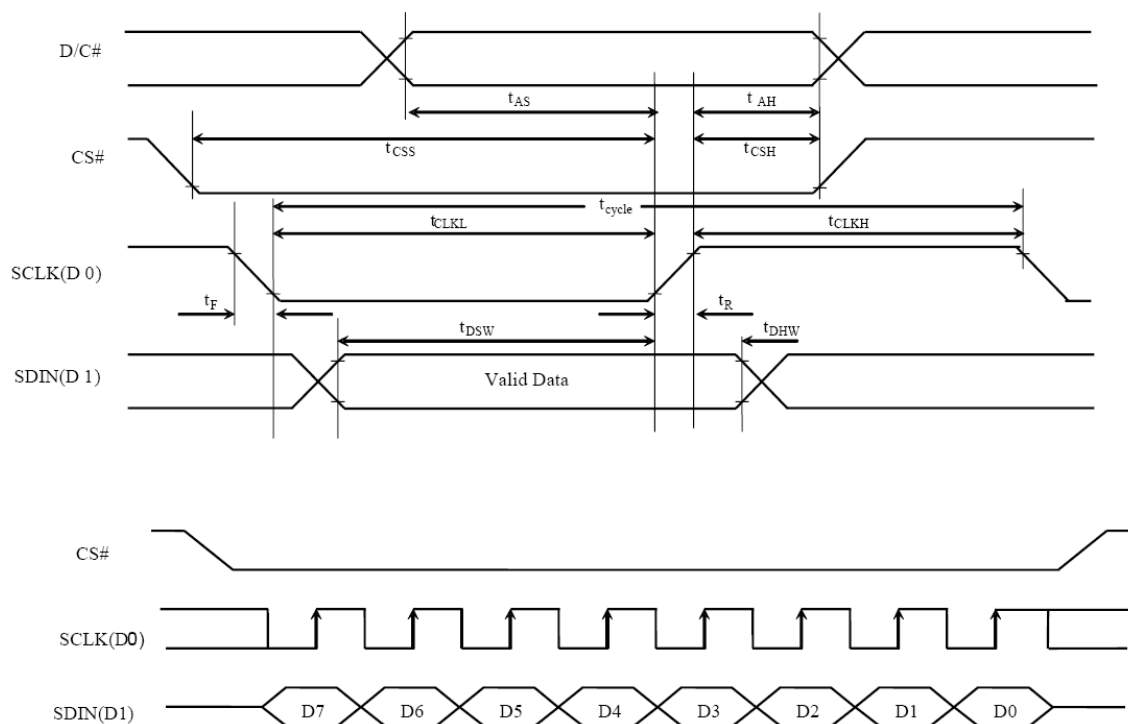 D/C#
tAS
t AH
tCSS
tCSH
CS#
tcycle
tCLKL
tCLKH
SCLK(D 0)
tF
tR
tDSW
tDHW
SDIN(D 1)
Valid Data
CS#
SCLK(D0)
SDIN(D1)
D7
D6
D5
D4
D3
D2
D1
D0